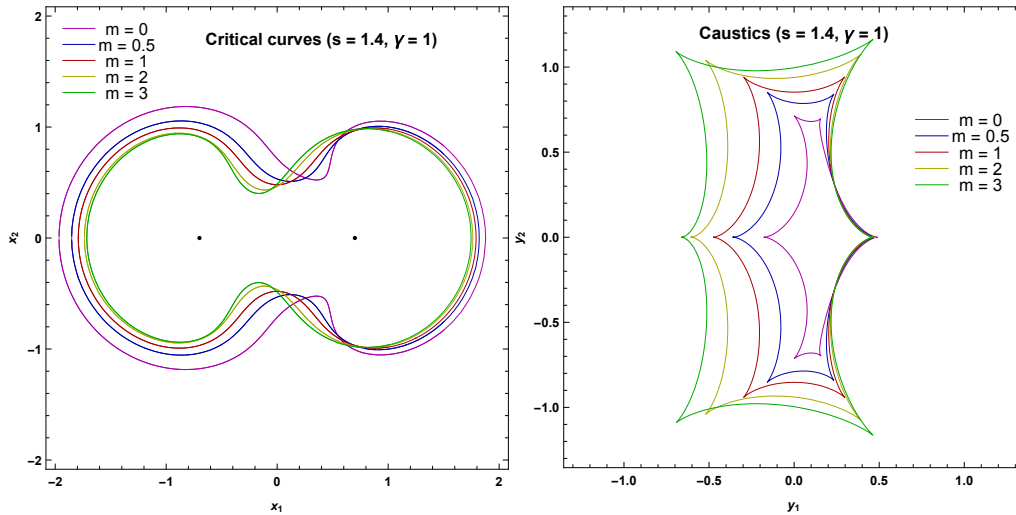 Critical curves (s = 1.4, γ = 1)
m = 0
m = 0.5
m = 1
m = 2
m = 3
2
1
0
−1
−2
x₂
−2
−1
0
1
2
x₁
Caustics (s = 1.4, γ = 1)
m = 0
m = 0.5
m = 1
m = 2
m = 3
1.0
0.5
0.0
−0.5
−1.0
y₂
−1.0
−0.5
0.0
0.5
1.0
y₁